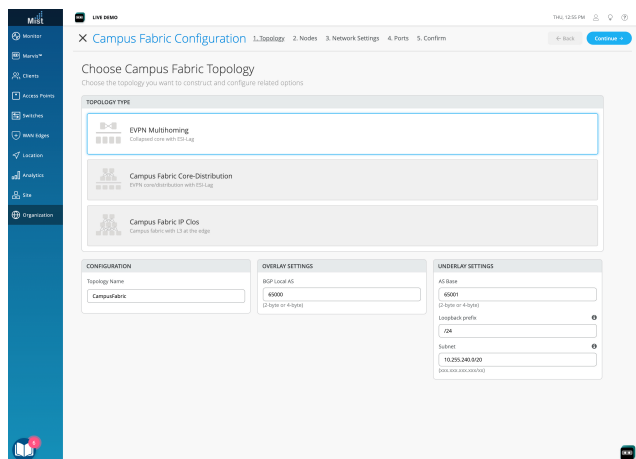 Mist
LIVE DEMO
THU, 12:55 PM
Monitor
Marvis™
Clients
Access Points
Switches
WAN Edges
Location
Analytics
Site
Organization
Campus Fabric Configuration 1. Topology 2. Nodes 3. Network Settings 4. Ports 5. Confirm
← Back Continue →
Choose Campus Fabric Topology
Choose the topology you want to construct and configure related options
TOPOLOGY TYPE
EVPN Multihoming
Collapsed core with ESI-Lag
Campus Fabric Core-Distribution
EVPN core/distribution with ESI-Lag
Campus Fabric IP Clos
Campus fabric with L3 at the edge
CONFIGURATION
Topology Name
CampusFabric
OVERLAY SETTINGS
BGP Local AS
65000
(2-byte or 4-byte)
UNDERLAY SETTINGS
AS Base
65001
(2-byte or 4-byte)
Loopback prefix
/24
Subnet
10.255.240.0/20
(xxx.xxx.xxx.xxx/xx)